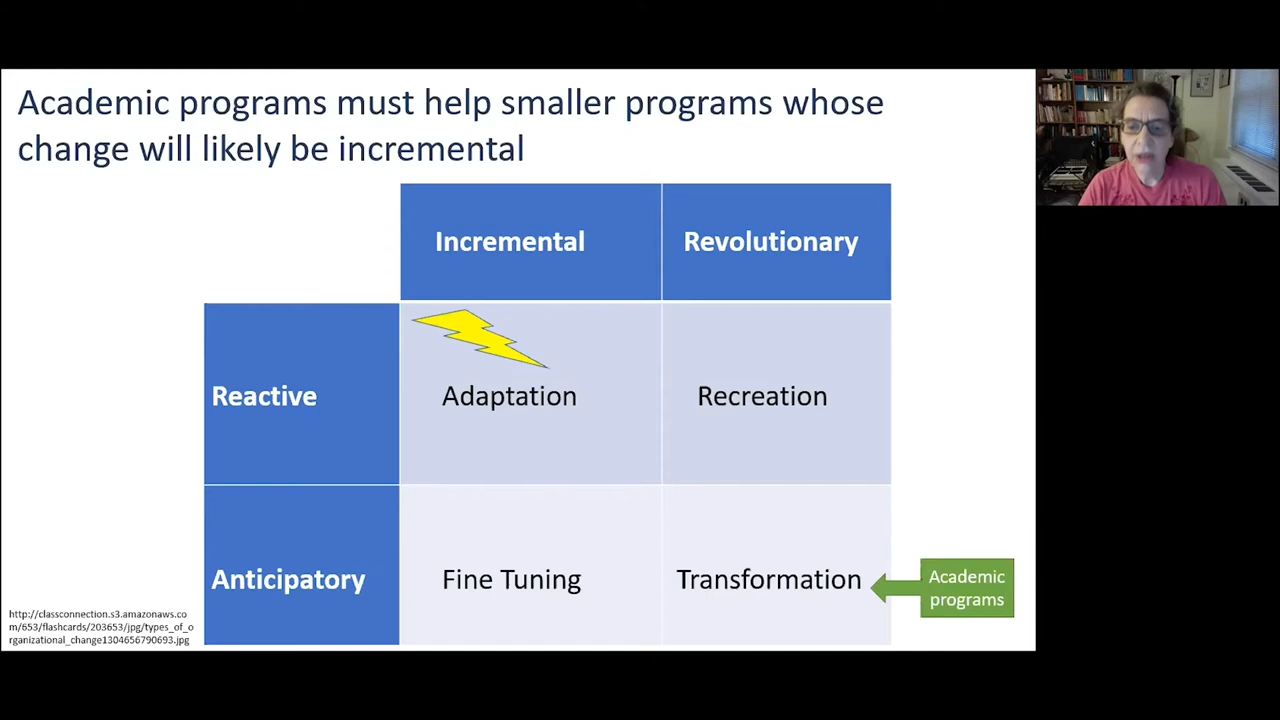 Academic programs must help smaller programs whose
change will likely be incremental
Incremental Revolutionary
Reactive Adaptation Recreation
Anticipatory Fine Tuning Transformation
Academic
programs
http://classconnection.s3.amazonaws.co
m/653/flashcards/203653/jpg/types_of_o
rganizational_change1304656790693.jpg